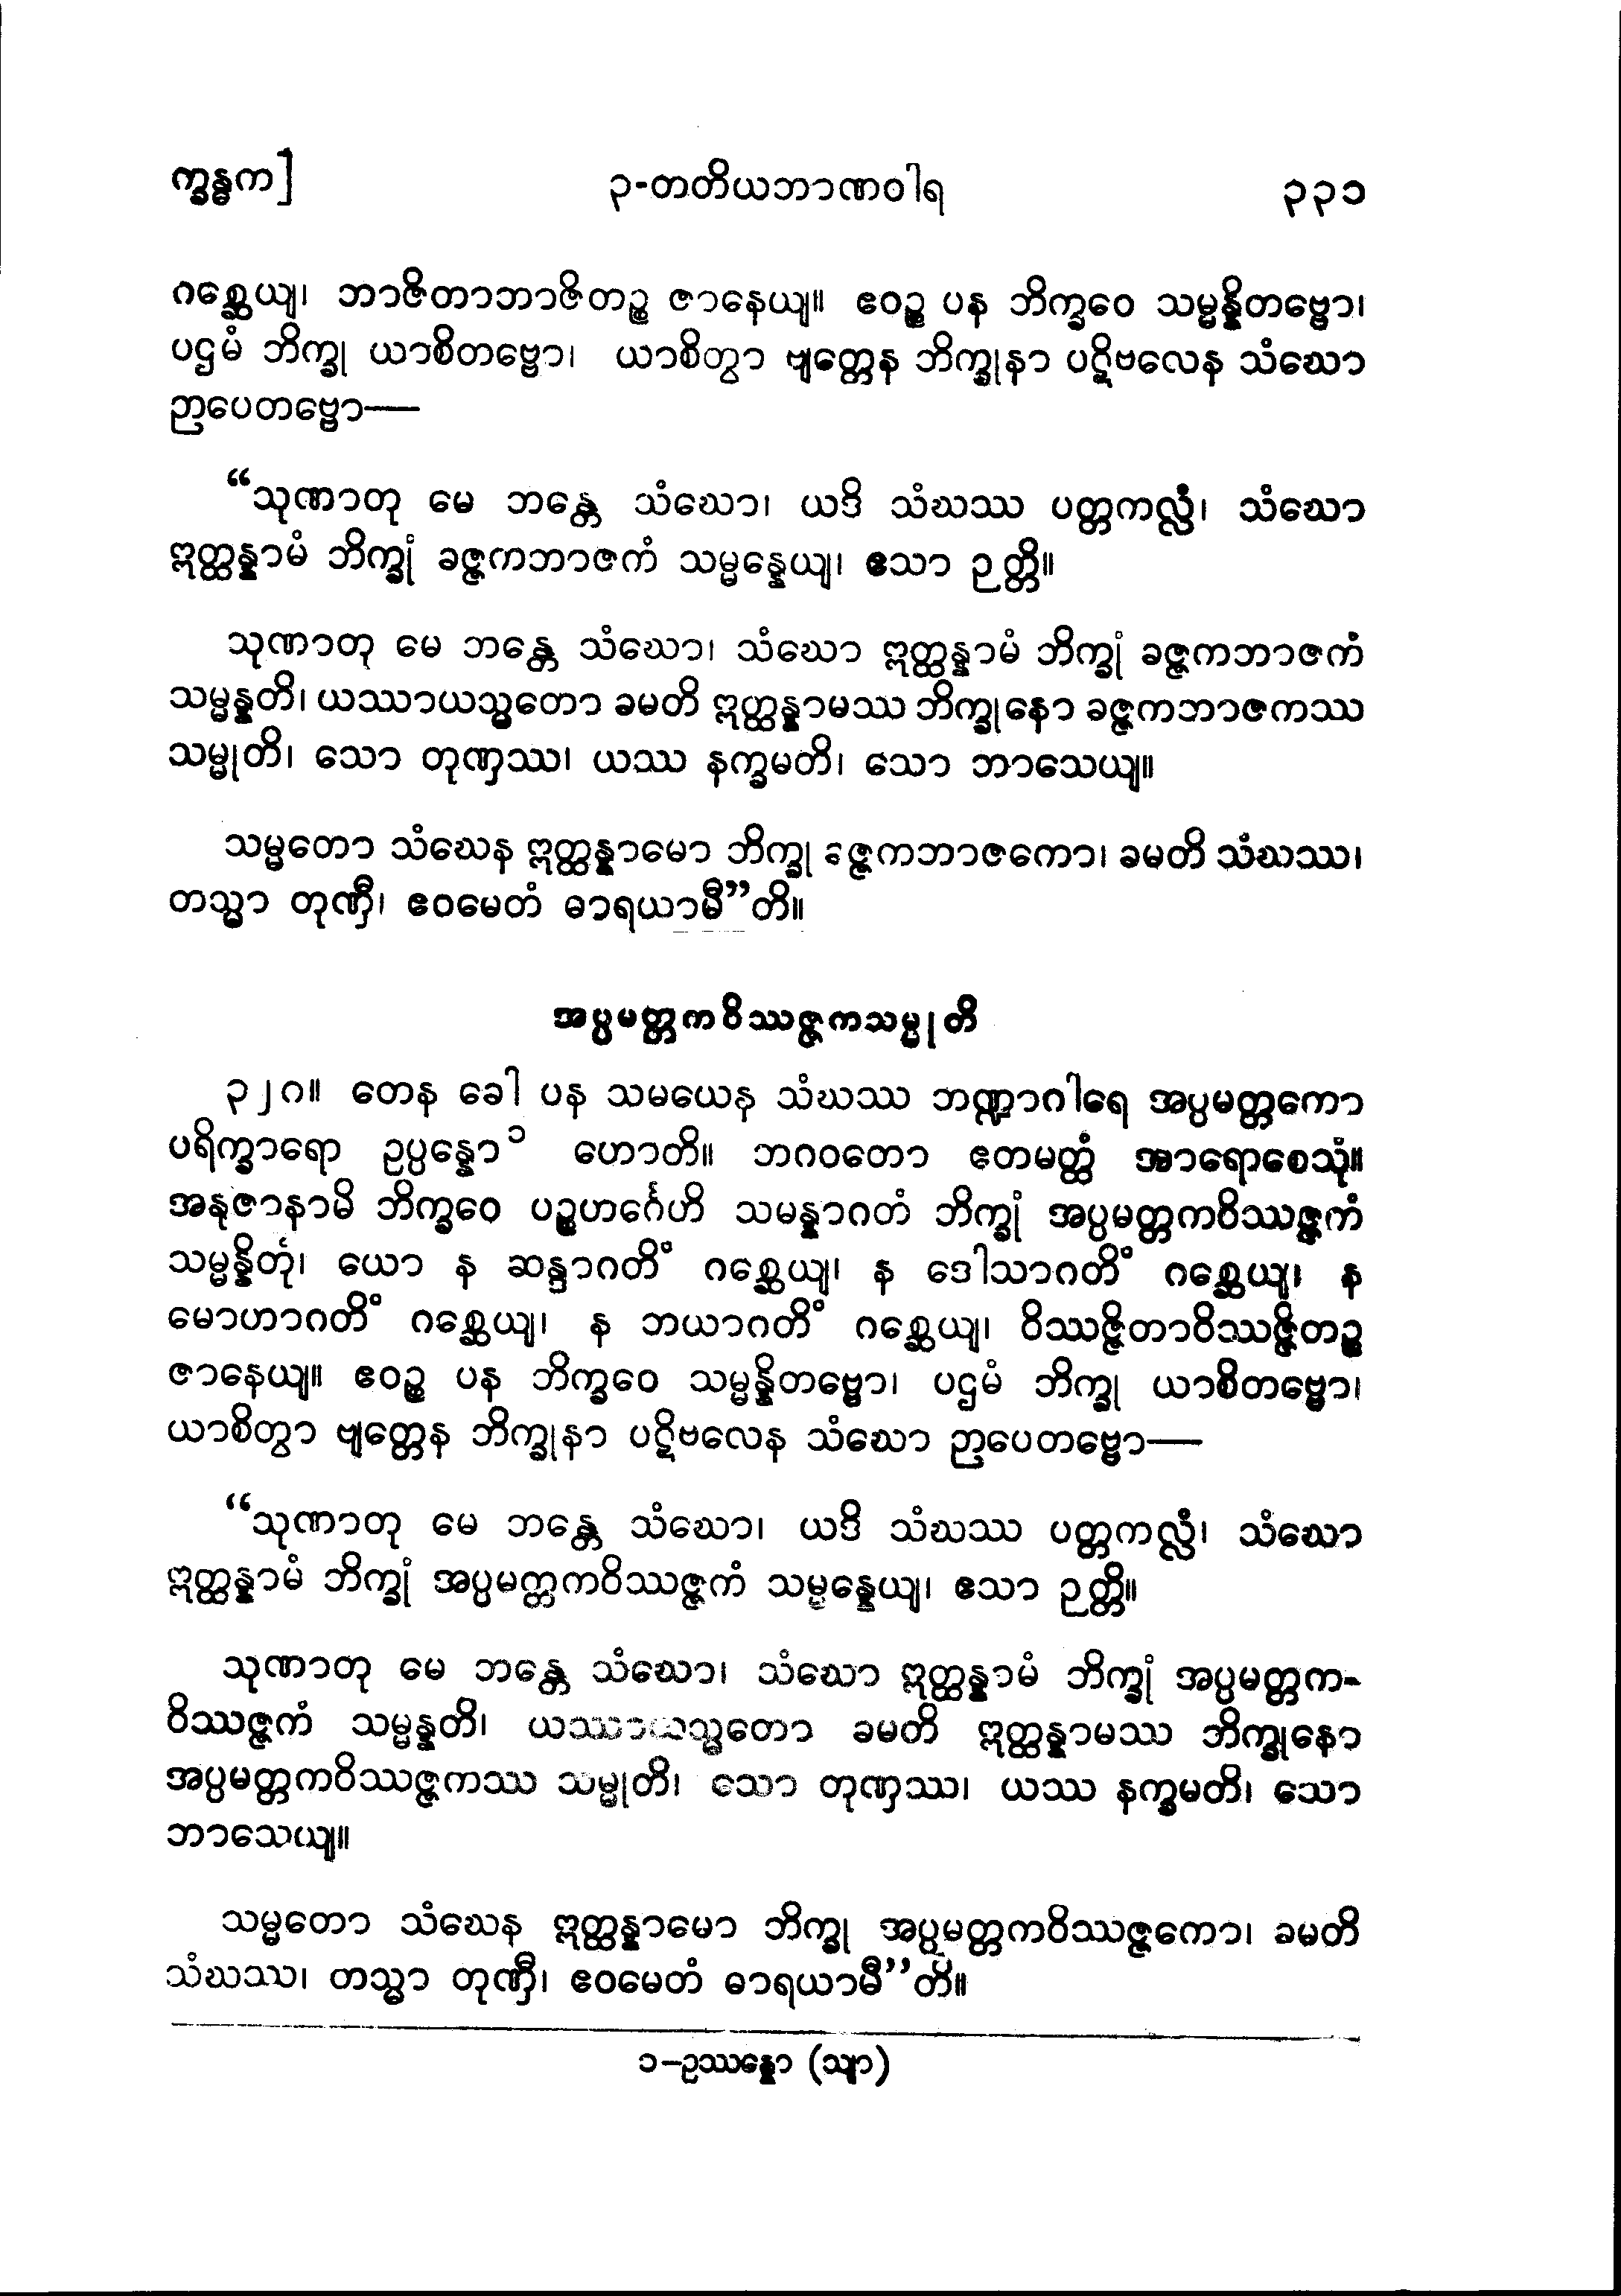 က္ခန္ဓက]
၃-တတိယဘာဏဝါရ
၃၃၁
ဂစ္ဆေယျ၊ ဘာဇိတာဘာဇိတဉ္စ ဇာနေယျ။ ဧဝဉ္စ ပန ဘိက္ခဝေ သမ္မန္နိတဗ္ဗော၊
ပဌမံ ဘိက္ခု ယာစိတဗ္ဗော၊ ယာစိတွာ ဗျတ္တေန ဘိက္ခုနာ ပဋိဗလေန သံဃော
ဉာပေတဗ္ဗော—
“သုဏာတု မေ ဘန္တေ သံဃော၊ ယဒိ သံဃဿ ပတ္တကလ္လံ၊ သံဃော
ဣတ္ထန္နာမံ ဘိက္ခုံ ခဇ္ဇကဘာဇကံ သမ္မန္နေယျ၊ ဧသာ ဉတ္တိ။
သုဏာတု မေ ဘန္တေ သံဃော၊ သံဃော ဣတ္ထန္နာမံ ဘိက္ခုံ ခဇ္ဇကဘာဇကံ
သမ္မန္နတိ၊ ယဿာယသ္မတော ခမတိ ဣတ္ထန္နာမဿ ဘိက္ခုနော ခဇ္ဇကဘာဇကဿ
သမ္မုတိ၊ သော တုဏှဿ၊ ယဿ နက္ခမတိ၊ သော ဘာသေယျ။
သမ္မတော သံဃေန ဣတ္ထန္နာမော ဘိက္ခု ခဇ္ဇကဘာဇကော၊ ခမတိ သံဃဿ၊
တသ္မာ တုဏှီ၊ ဧဝမေတံ ဓာရယာမီ”တိ။
အပ္ပမတ္တကဝိဿဇ္ဇကသမ္မုတိ
၃၂၈။ တေန ခေါ ပန သမယေန သံဃဿ ဘဏ္ဍာဂါရေ အပ္ပမတ္တကော
ပရိက္ခာရော ဥပ္ပန္နော၁ ဟောတိ။ ဘဂဝတော ဧတမတ္ထံ အာရောစေသုံ။
အနုဇာနာမိ ဘိက္ခဝေ ပဉ္စဟင်္ဂေဟိ သမန္နာဂတံ ဘိက္ခုံ အပ္ပမတ္တကဝိဿဇ္ဇကံ
သမ္မန္နိတုံ၊ ယော န ဆန္ဒာဂတိံ ဂစ္ဆေယျ၊ န ဒေါသာဂတိံ ဂစ္ဆေယျ၊ န
မောဟာဂတိံ ဂစ္ဆေယျ၊ န ဘယာဂတိံ ဂစ္ဆေယျ၊ ဝိဿဇ္ဇိတာဝိဿဇ္ဇိတဉ္စ
ဇာနေယျ။ ဧဝဉ္စ ပန ဘိက္ခဝေ သမ္မန္နိတဗ္ဗော၊ ပဌမံ ဘိက္ခု ယာစိတဗ္ဗော၊
ယာစိတွာ ဗျတ္တေန ဘိက္ခုနာ ပဋိဗလေန သံဃော ဉာပေတဗ္ဗော—
“သုဏာတု မေ ဘန္တေ သံဃော၊ ယဒိ သံဃဿ ပတ္တကလ္လံ၊ သံဃော
ဣတ္ထန္နာမံ ဘိက္ခုံ အပ္ပမတ္တကဝိဿဇ္ဇကံ သမ္မန္နေယျ၊ ဧသာ ဉတ္တိ။
သုဏာတု မေ ဘန္တေ သံဃော၊ သံဃော ဣတ္ထန္နာမံ ဘိက္ခုံ အပ္ပမတ္တက-
ဝိဿဇ္ဇကံ သမ္မန္နတိ၊ ယဿာယသ္မတော ခမတိ ဣတ္ထန္နာမဿ ဘိက္ခုနော
အပ္ပမတ္တကဝိဿဇ္ဇကဿ သမ္မုတိ၊ သော တုဏှဿ၊ ယဿ နက္ခမတိ၊ သော
ဘာသေယျ။
သမ္မတော သံဃေန ဣတ္ထန္နာမော ဘိက္ခု အပ္ပမတ္တကဝိဿဇ္ဇကော၊ ခမတိ
သံဃဿ၊ တသ္မာ တုဏှီ၊ ဧဝမေတံ ဓာရယာမီ”တိ။
၁-ဥဿန္နော (သျာ)